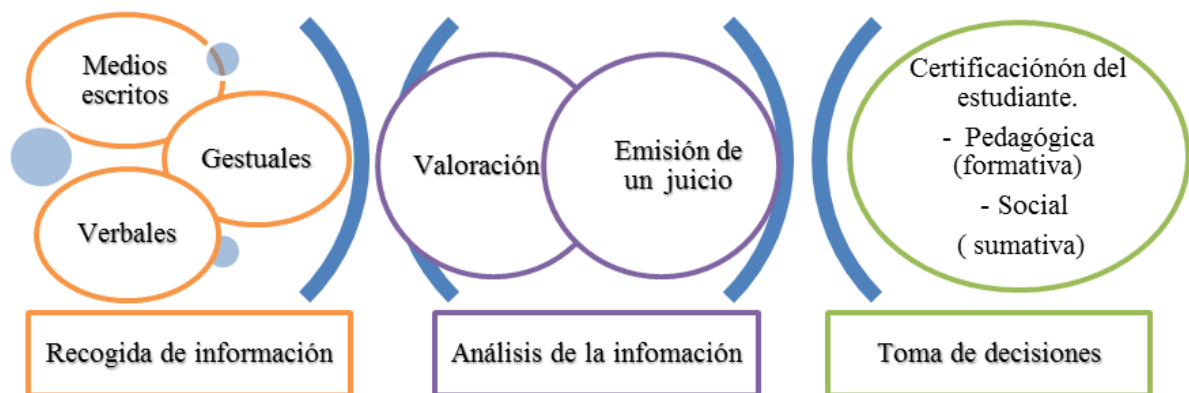 Medios
escritos
Gestuales
Verbales
Recogida de información
Valoración
Emisión de
un juicio
Análisis de la infomación
Certificaciónón del
estudiante.
- Pedagógica
(formativa)
- Social
( sumativa)
Toma de decisiones